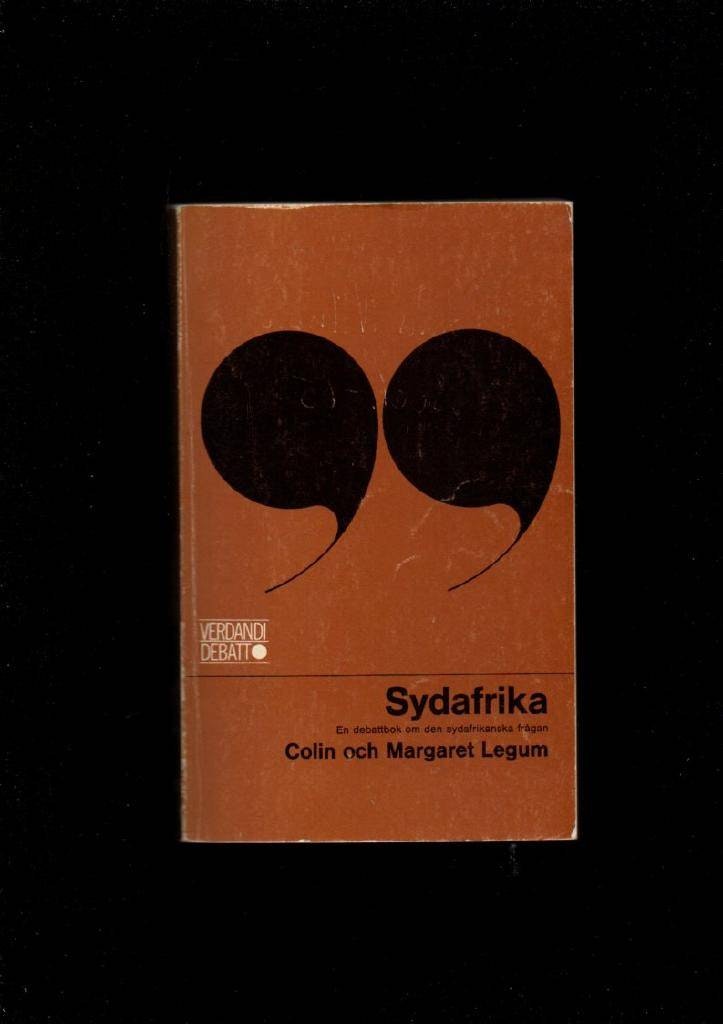 VERDANDI
DEBATT
Sydafrika
En debattbok om den sydafrikanska frågan
Colin och Margaret Legum